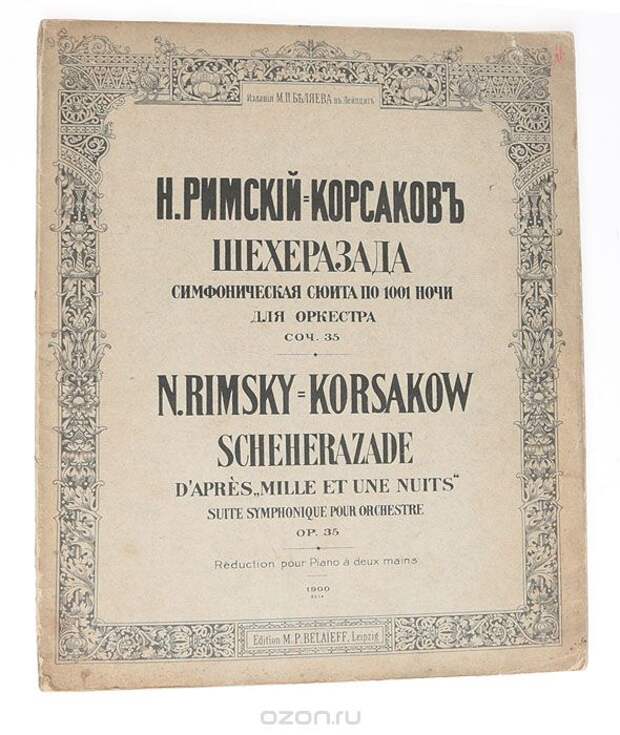 Изданія М.П.БѢЛЯЕВА въ Лейпцигѣ
Н.РИМСКІЙ=КОРСАКОВЪ
ШЕХЕРАЗАДА
СИМФОНИЧЕСКАЯ СЮИТА ПО 1001 НОЧИ
ДЛЯ ОРКЕСТРА
СОЧ. 35
N.RIMSKY=KORSAKOW
SCHEHERAZADE
D'APRÈS „MILLE ET UNE NUITS“
SUITE SYMPHONIQUE POUR ORCHESTRE
OP. 35
Réduction pour Piano à deux mains
1900
Edition M. P. BELAIEFF, Leipzig
ozon.ru